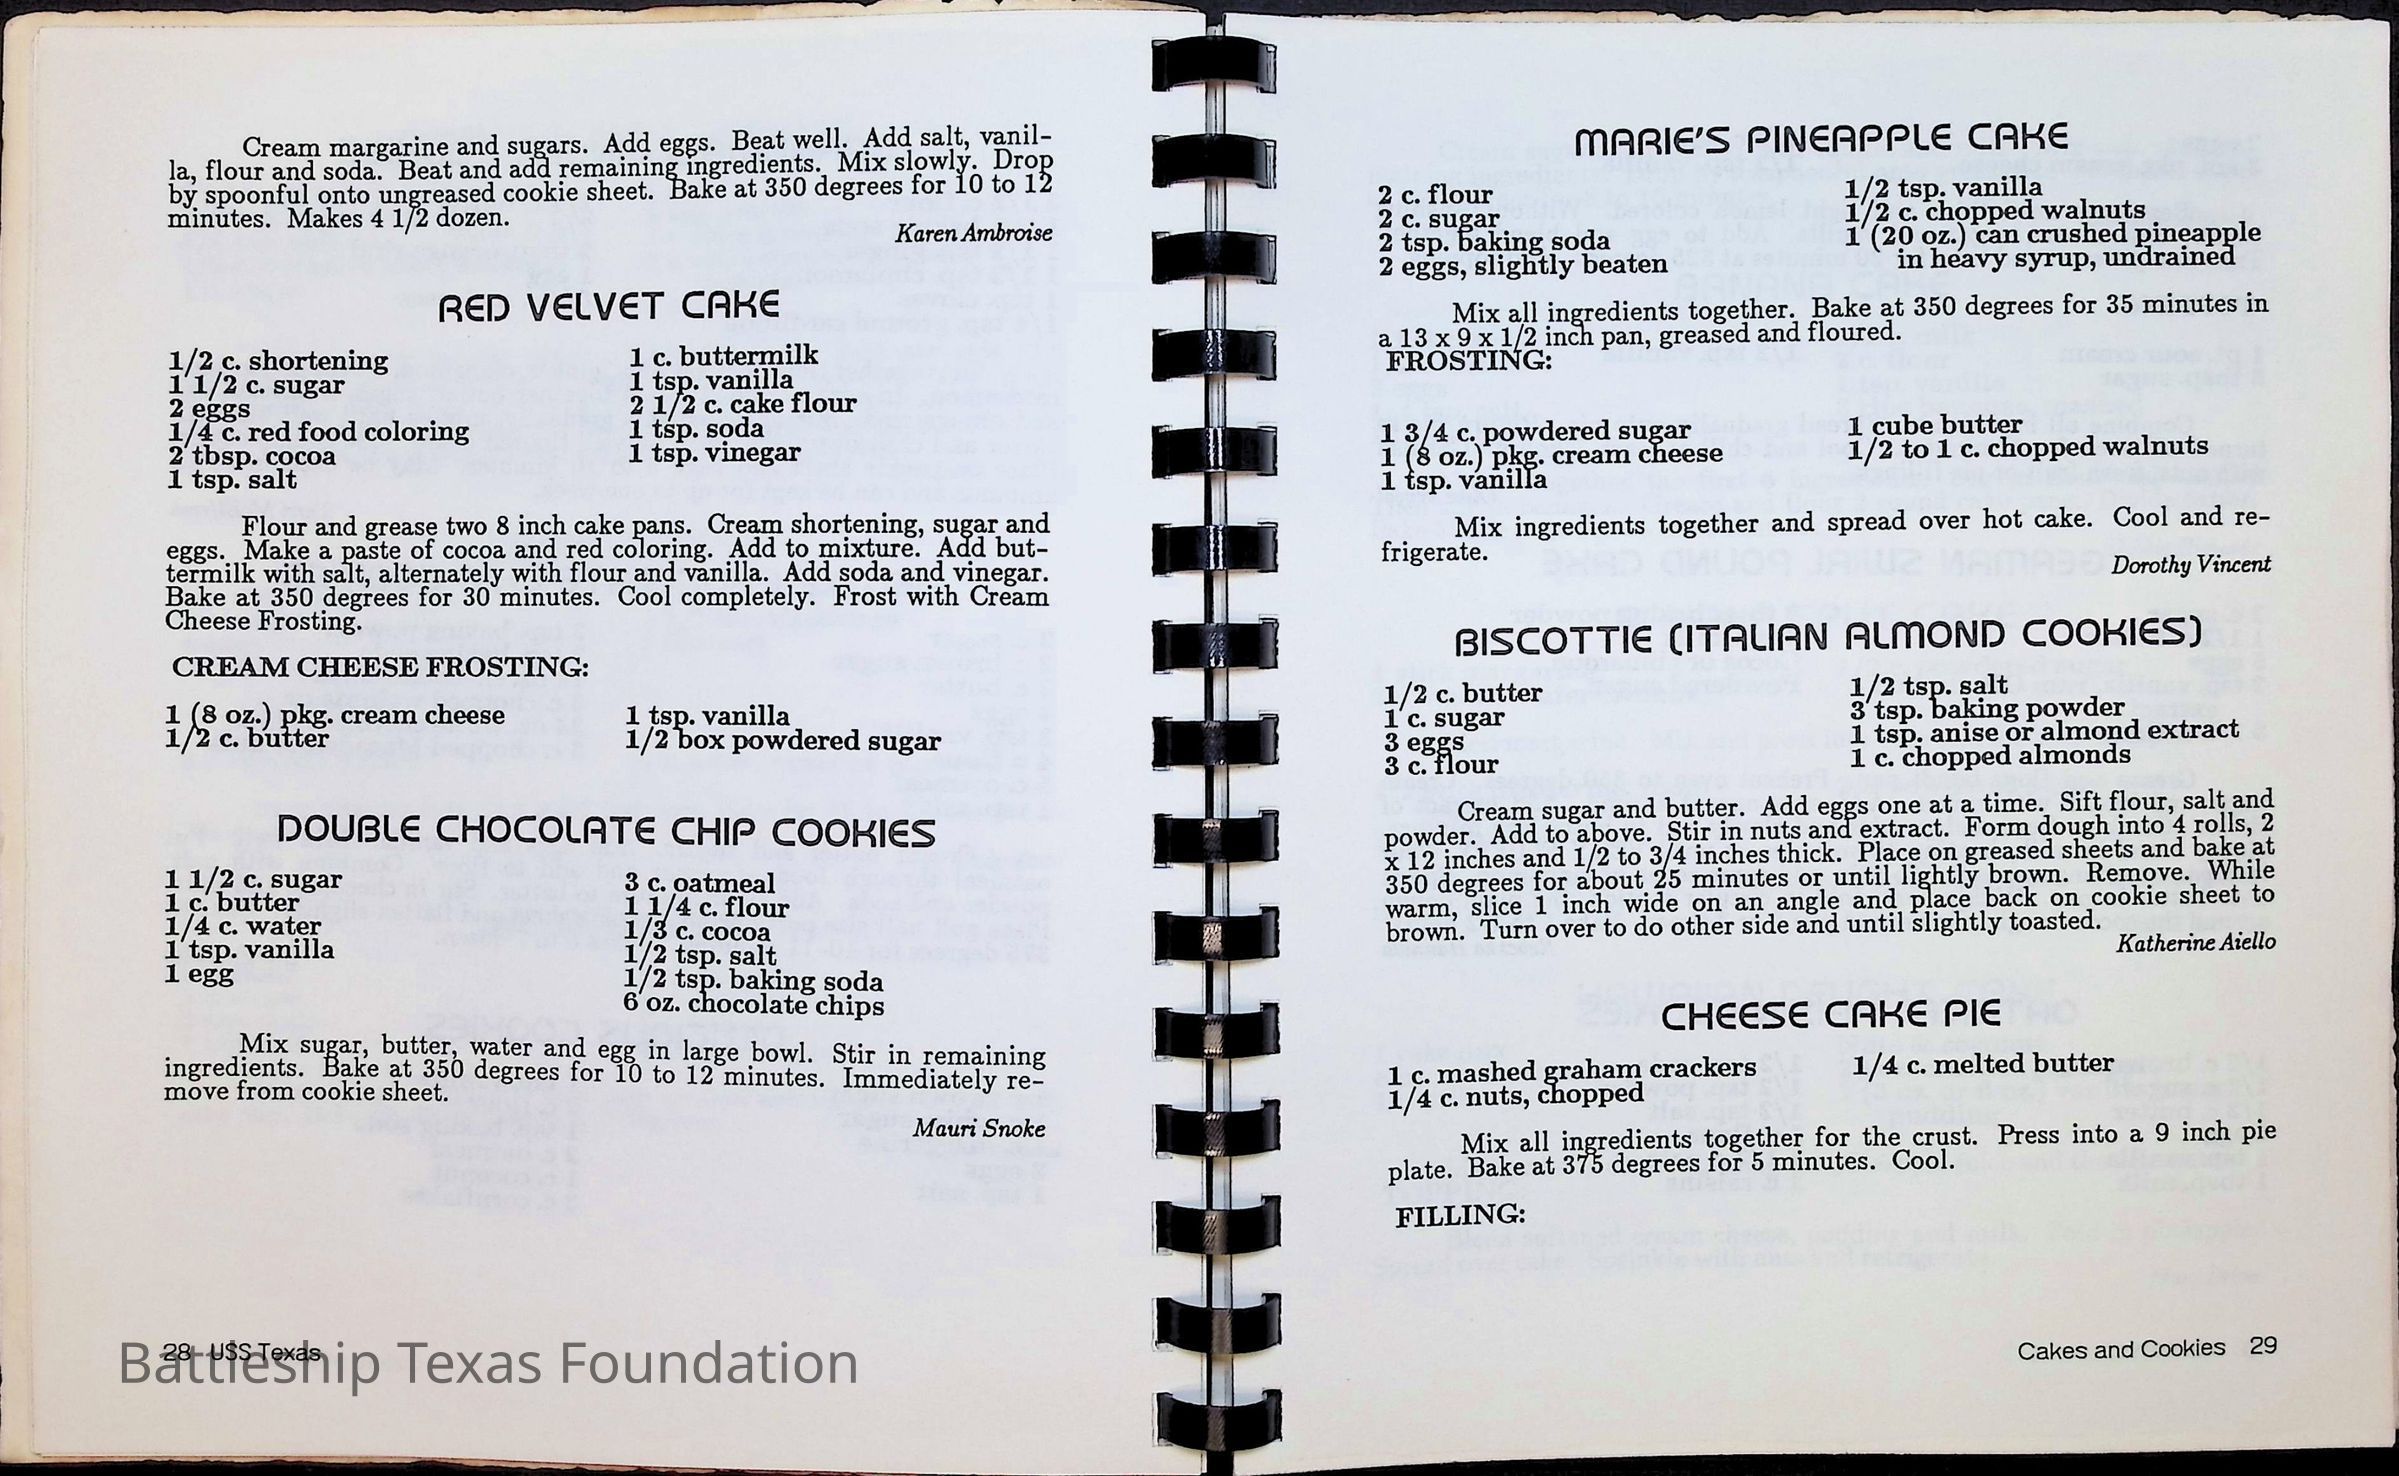 Cream margarine and sugars. Add eggs. Beat well. Add salt, vanil-
la, flour and soda. Beat and add remaining ingredients. Mix slowly. Drop
by spoonful onto ungreased cookie sheet. Bake at 350 degrees for 10 to 12
minutes. Makes 4 1/2 dozen.
Karen Ambroise
RED VELVET CAKE
1/2 c. shortening
1 1/2 c. sugar
2 eggs
1/4 c. red food coloring
2 tbsp. cocoa
1 tsp. salt
1 c. buttermilk
1 tsp. vanilla
2 1/2 c. cake flour
1 tsp. soda
1 tsp. vinegar
Flour and grease two 8 inch cake pans. Cream shortening, sugar and
eggs. Make a paste of cocoa and red coloring. Add to mixture. Add but-
termilk with salt, alternately with flour and vanilla. Add soda and vinegar.
Bake at 350 degrees for 30 minutes. Cool completely. Frost with Cream
Cheese Frosting.
CREAM CHEESE FROSTING:
1 (8 oz.) pkg. cream cheese
1/2 c. butter
1 tsp. vanilla
1/2 box powdered sugar
DOUBLE CHOCOLATE CHIP COOKIES
1 1/2 c. sugar
1 c. butter
1/4 c. water
1 tsp. vanilla
1 egg
3 c. oatmeal
1 1/4 c. flour
1/3 c. cocoa
1/2 tsp. salt
1/2 tsp. baking soda
6 oz. chocolate chips
Mix sugar, butter, water and egg in large bowl. Stir in remaining
ingredients. Bake at 350 degrees for 10 to 12 minutes. Immediately re-
move from cookie sheet.
Mauri Snoke
28 USS Texas
Battleship Texas Foundation
MARIE'S PINEAPPLE CAKE
2 c. flour
2 c. sugar
2 tsp. baking soda
2 eggs, slightly beaten
1/2 tsp. vanilla
1/2 c. chopped walnuts
1 (20 oz.) can crushed pineapple
in heavy syrup, undrained
Mix all ingredients together. Bake at 350 degrees for 35 minutes in
a 13 x 9 x 1/2 inch pan, greased and floured.
FROSTING:
1 3/4 c. powdered sugar
1 (8 oz.) pkg. cream cheese
1 tsp. vanilla
1 cube butter
1/2 to 1 c. chopped walnuts
Mix ingredients together and spread over hot cake. Cool and re-
frigerate.
Dorothy Vincent
BISCOTTIE (ITALIAN ALMOND COOKIES)
1/2 c. butter
1 c. sugar
3 eggs
3 c. flour
1/2 tsp. salt
3 tsp. baking powder
1 tsp. anise or almond extract
1 c. chopped almonds
Cream sugar and butter. Add eggs one at a time. Sift flour, salt and
powder. Add to above. Stir in nuts and extract. Form dough into 4 rolls, 2
x 12 inches and 1/2 to 3/4 inches thick. Place on greased sheets and bake at
350 degrees for about 25 minutes or until lightly brown. Remove. While
warm, slice 1 inch wide on an angle and place back on cookie sheet to
brown. Turn over to do other side and until slightly toasted.
Katherine Aiello
CHEESE CAKE PIE
1 c. mashed graham crackers
1/4 c. nuts, chopped
1/4 c. melted butter
Mix all ingredients together for the crust. Press into a 9 inch pie
plate. Bake at 375 degrees for 5 minutes. Cool.
FILLING:
Cakes and Cookies 29